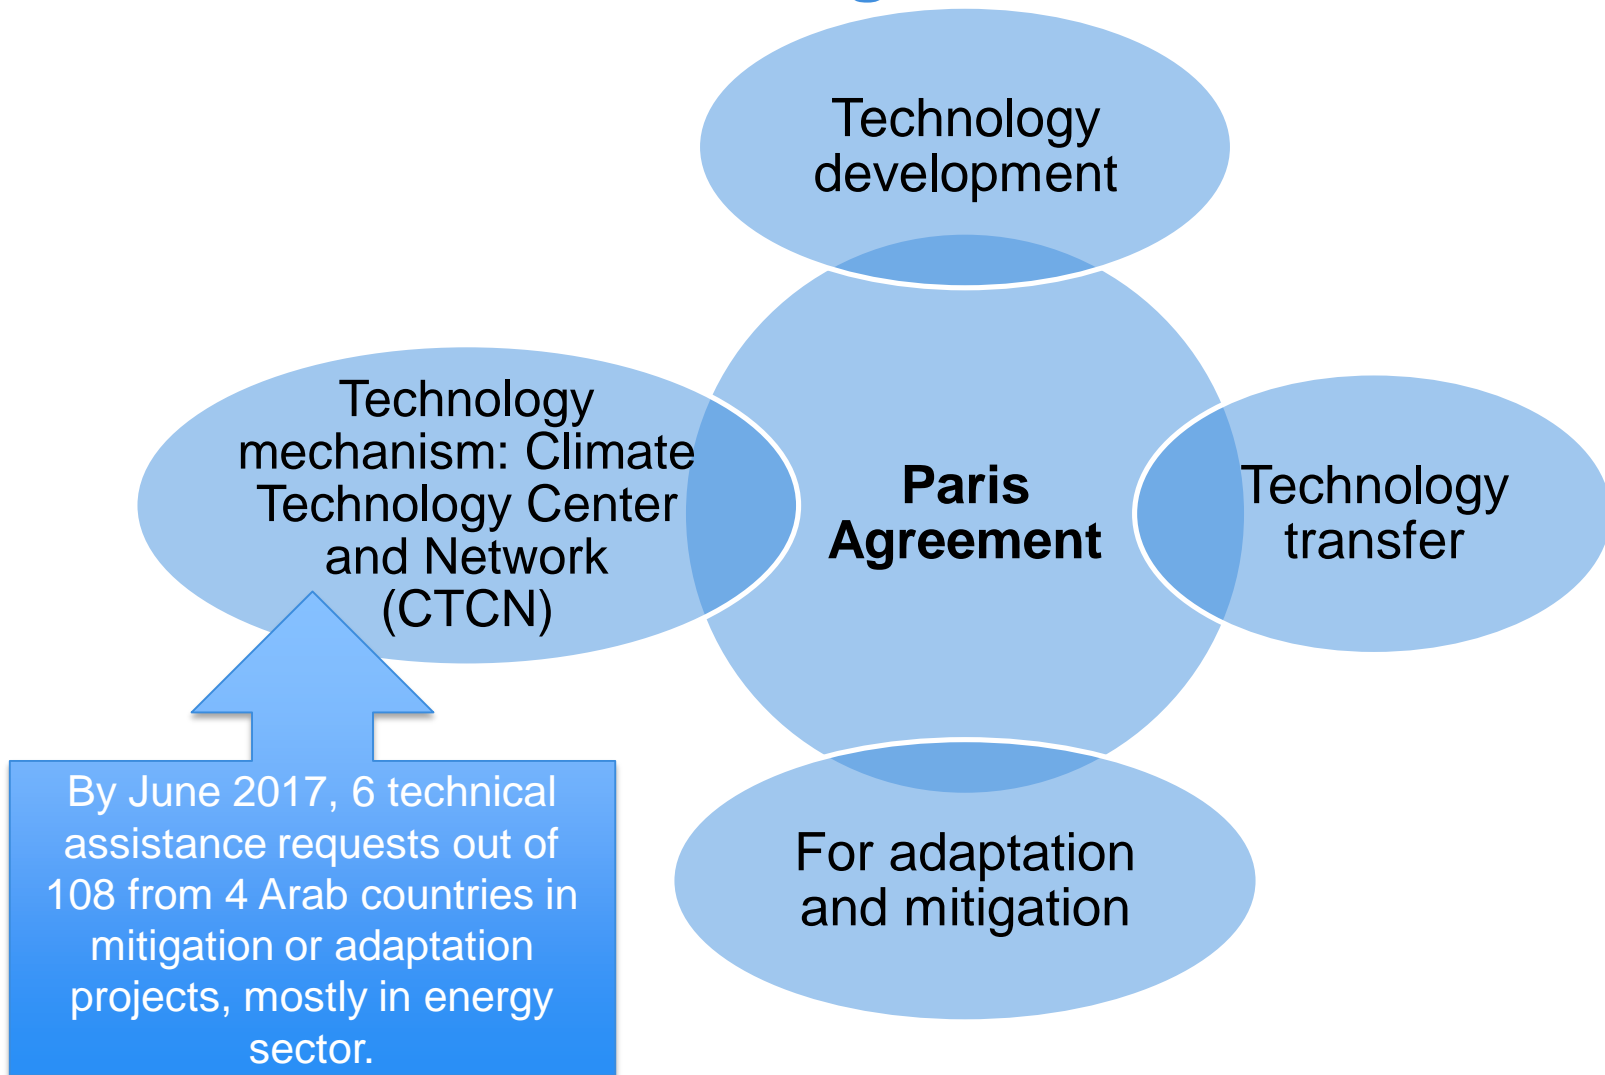 Technology
development
Technology
mechanism: Climate
Technology Center
and Network
(CTCN)
Paris
Agreement
Technology
transfer
For adaptation
and mitigation
By June 2017, 6 technical
assistance requests out of
108 from 4 Arab countries in
mitigation or adaptation
projects, mostly in energy
sector.